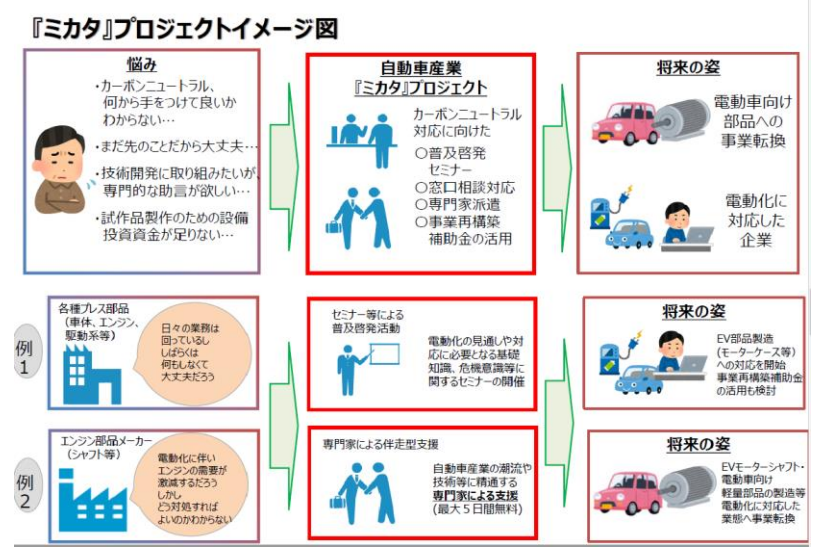 『ミカタ』プロジェクトイメージ図
悩み
・カーボンニュートラル、
何から手をつけて良いか
わからない…
・まだ先のことだから大丈夫…
・技術開発に取り組みたいが、
専門的な助言が欲しい…
・試作品製作のための設備
投資資金が足りない…
自動車産業
『ミカタ』プロジェクト
カーボンニュートラル
対応に向けた
〇普及啓発
セミナー
〇窓口相談対応
〇専門家派遣
〇事業再構築
補助金の活用
将来の姿
電動車向け
部品への
事業転換
電動化に
対応した
企業
例
1
各種プレス部品
(車体、エンジン、
駆動系等)
日々の業務は
回っているし
しばらくは
何もしなくて
大丈夫だろう
セミナー等による
普及啓発活動
電動化の見通しや対
応に必要となる基礎
知識、危機意識等に
関するセミナーの開催
将来の姿
EV部品製造
(モーターケース等)
への対応を開始
事業再構築補助金
の活用も検討
例
2
エンジン部品メーカー
(シャフト等)
電動化に伴い
エンジンの需要が
激減するだろう
しかし
どう対処すれば
よいのかわからない
専門家による伴走型支援
自動車産業の潮流や
技術等に精通する
専門家による支援
(最大５日間無料)
将来の姿
EVモーターシャフト・
電動車向け
軽量部品の製造等
電動化に対応した
業態へ事業転換